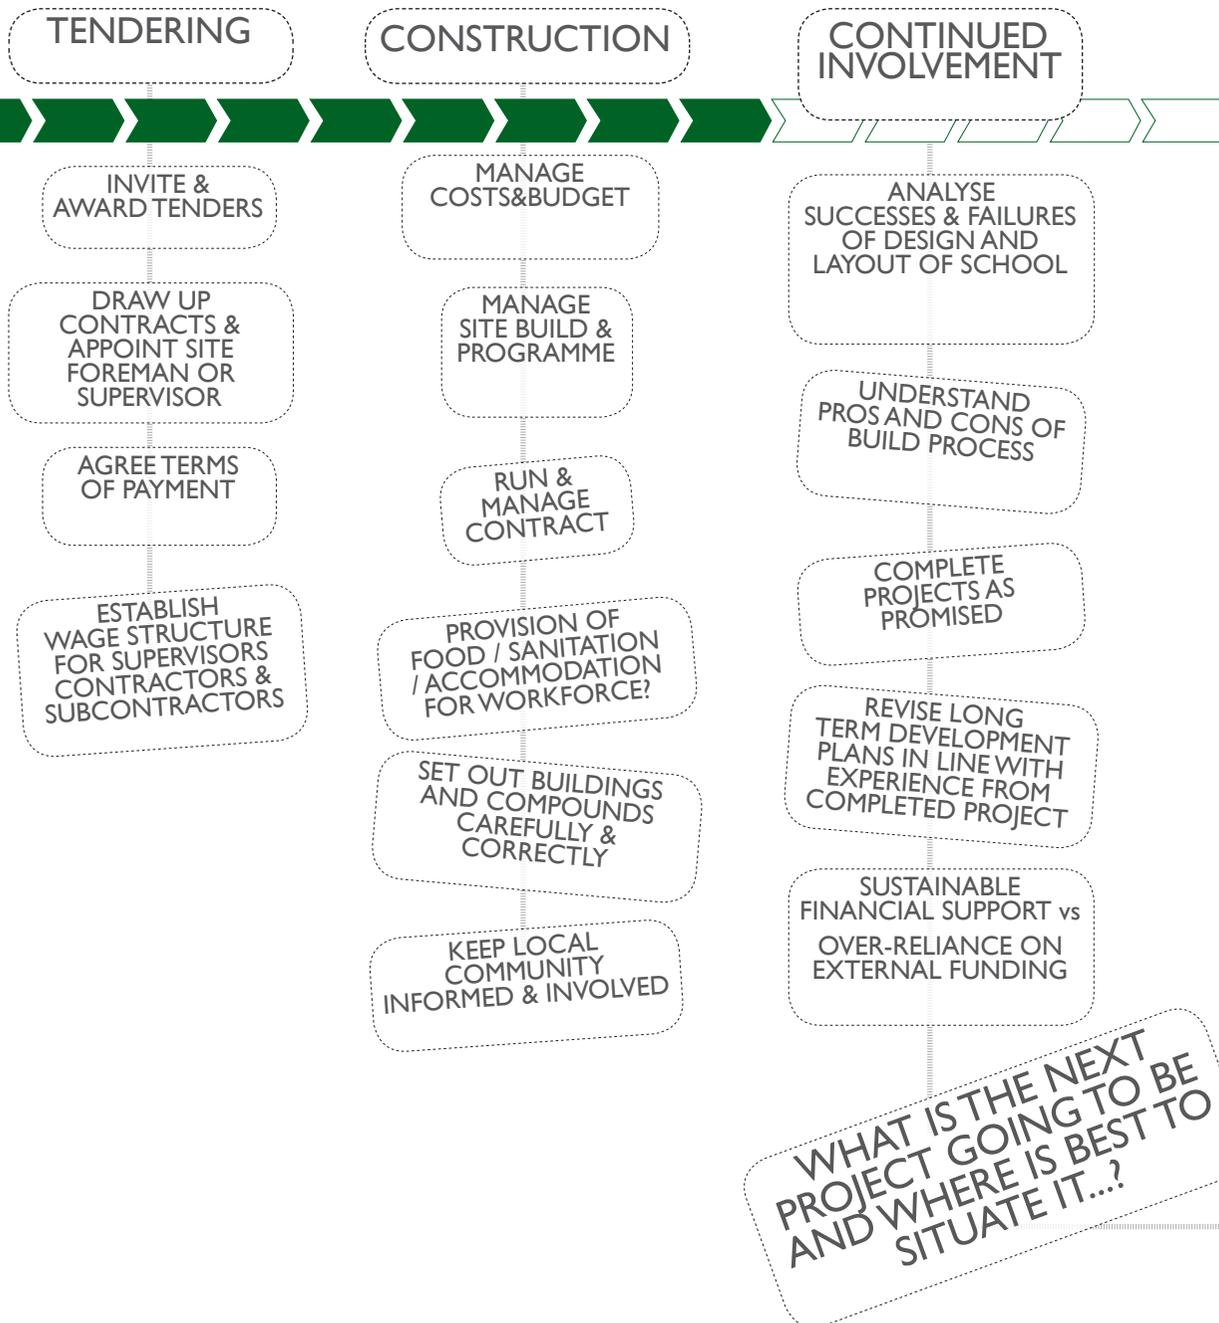 TENDERING
INVITE &
AWARD TENDERS
DRAW UP
CONTRACTS &
APPOINT SITE
FOREMAN OR
SUPERVISOR
AGREE TERMS
OF PAYMENT
ESTABLISH
WAGE STRUCTURE
FOR SUPERVISORS
CONTRACTORS &
SUBCONTRACTORS
CONSTRUCTION
MANAGE
COSTS&BUDGET
MANAGE
SITE BUILD &
PROGRAMME
RUN &
MANAGE
CONTRACT
PROVISION OF
FOOD / SANITATION
/ ACCOMMODATION
FOR WORKFORCE?
SET OUT BUILDINGS
AND COMPOUNDS
CAREFULLY &
CORRECTLY
KEEP LOCAL
COMMUNITY
INFORMED & INVOLVED
CONTINUED
INVOLVEMENT
ANALYSE
SUCCESSES & FAILURES
OF DESIGN AND
LAYOUT OF SCHOOL
UNDERSTAND
PROS AND CONS OF
BUILD PROCESS
COMPLETE
PROJECTS AS
PROMISED
REVISE LONG
TERM DEVELOPMENT
PLANS IN LINE WITH
EXPERIENCE FROM
COMPLETED PROJECT
SUSTAINABLE
FINANCIAL SUPPORT vs
OVER-RELIANCE ON
EXTERNAL FUNDING
WHAT IS THE NEXT
PROJECT GOING TO BE
AND WHERE IS BEST TO
SITUATE IT...?